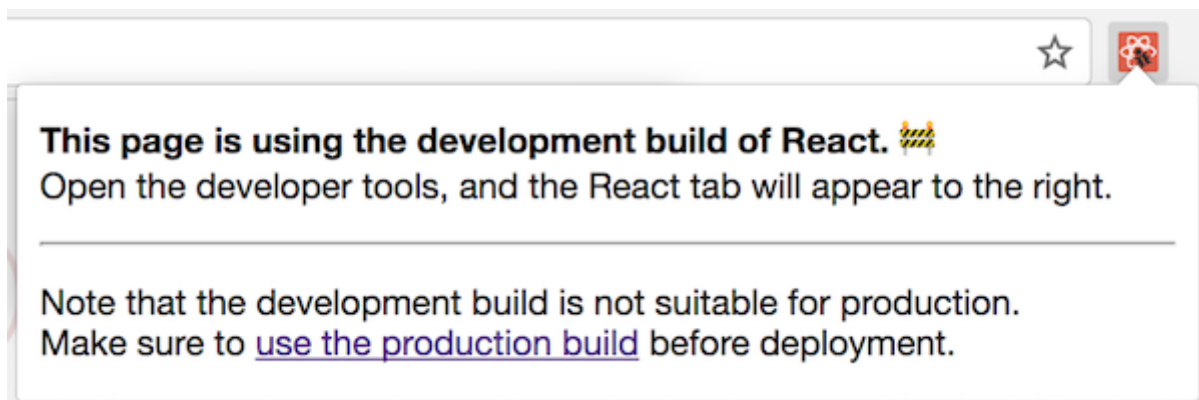 This page is using the development build of React. 🚧
Open the developer tools, and the React tab will appear to the right.
Note that the development build is not suitable for production.
Make sure to use the production build before deployment.